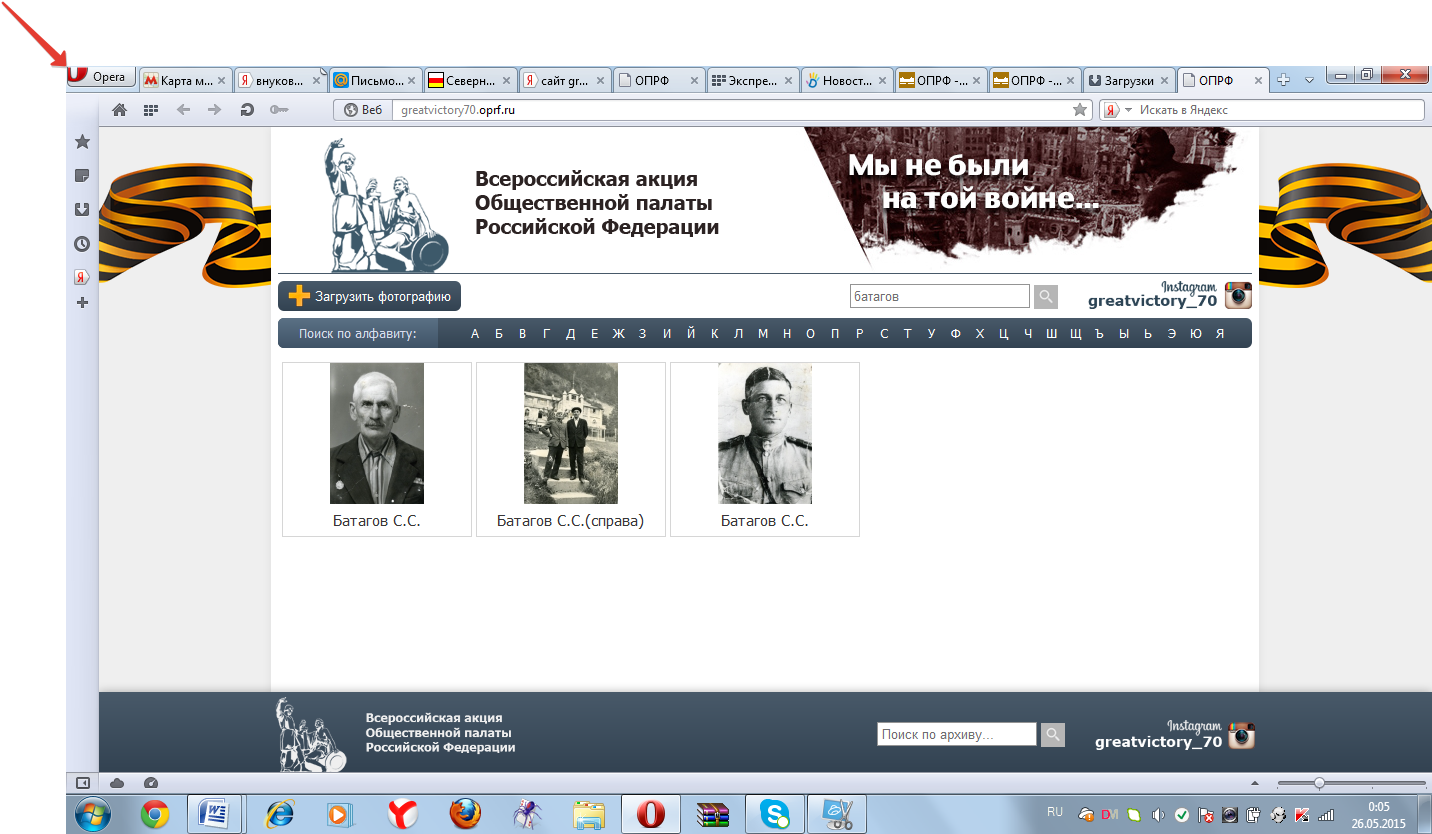 Opera
Карта м...
внуков...
Письмо...
Северн...
сайт gr...
ОПРФ
Экспре...
Новост...
ОПРФ -...
ОПРФ -...
Загрузки
ОПРФ
Веб
greatvictory70.oprf.ru
Искать в Яндекс
Всероссийская акция
Общественной палаты
Российской Федерации
Мы не были
на той войне...
Загрузить фотографию
батагов
Instagram
greatvictory_70
Поиск по алфавиту: А Б В Г Д Е Ж З И Й К Л М Н О П Р С Т У Ф Х Ц Ч Ш Щ Ъ Ы Ь Э Ю Я
Батагов С.С.
Батагов С.С.(справа)
Батагов С.С.
Всероссийская акция
Общественной палаты
Российской Федерации
Поиск по архиву...
Instagram
greatvictory_70
RU
0:05
26.05.2015